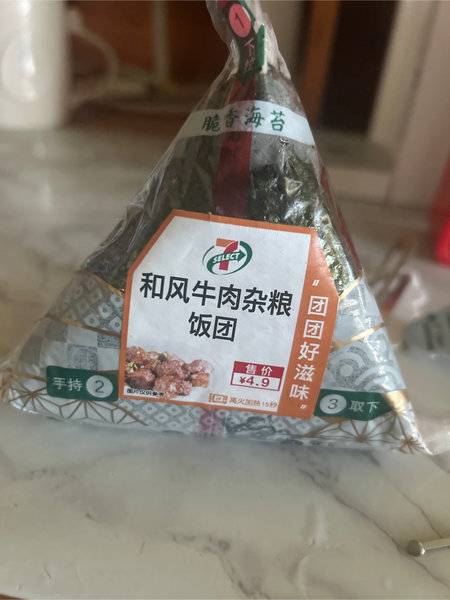 1
脆香海苔
7
SELECT
和风牛肉杂粮
饭团
“团团好滋味”
售价
¥4.9
图片仅供参考
高火加热15秒
手持 2
3 取下